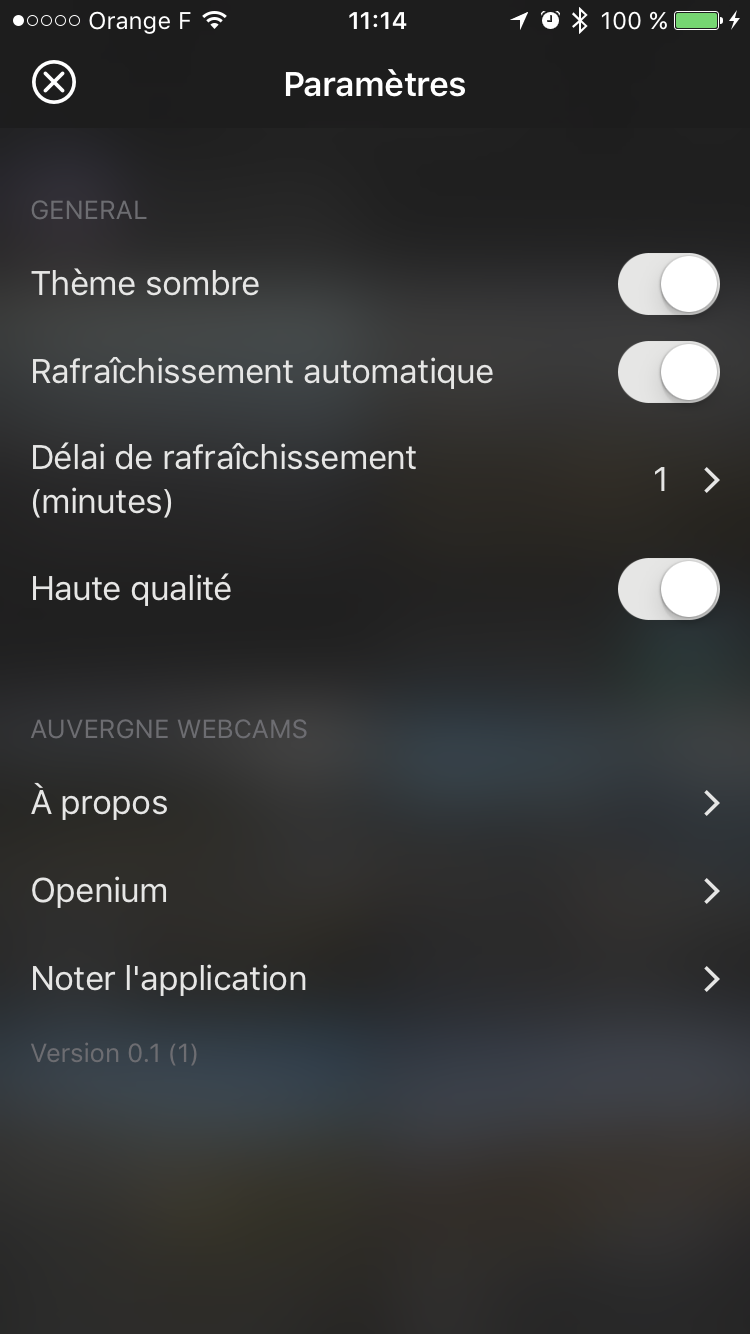 Orange F 11:14 100 %
Paramètres
GENERAL
Thème sombre
Rafraîchissement automatique
Délai de rafraîchissement
(minutes) 1
Haute qualité
AUVERGNE WEBCAMS
À propos
Openium
Noter l'application
Version 0.1 (1)